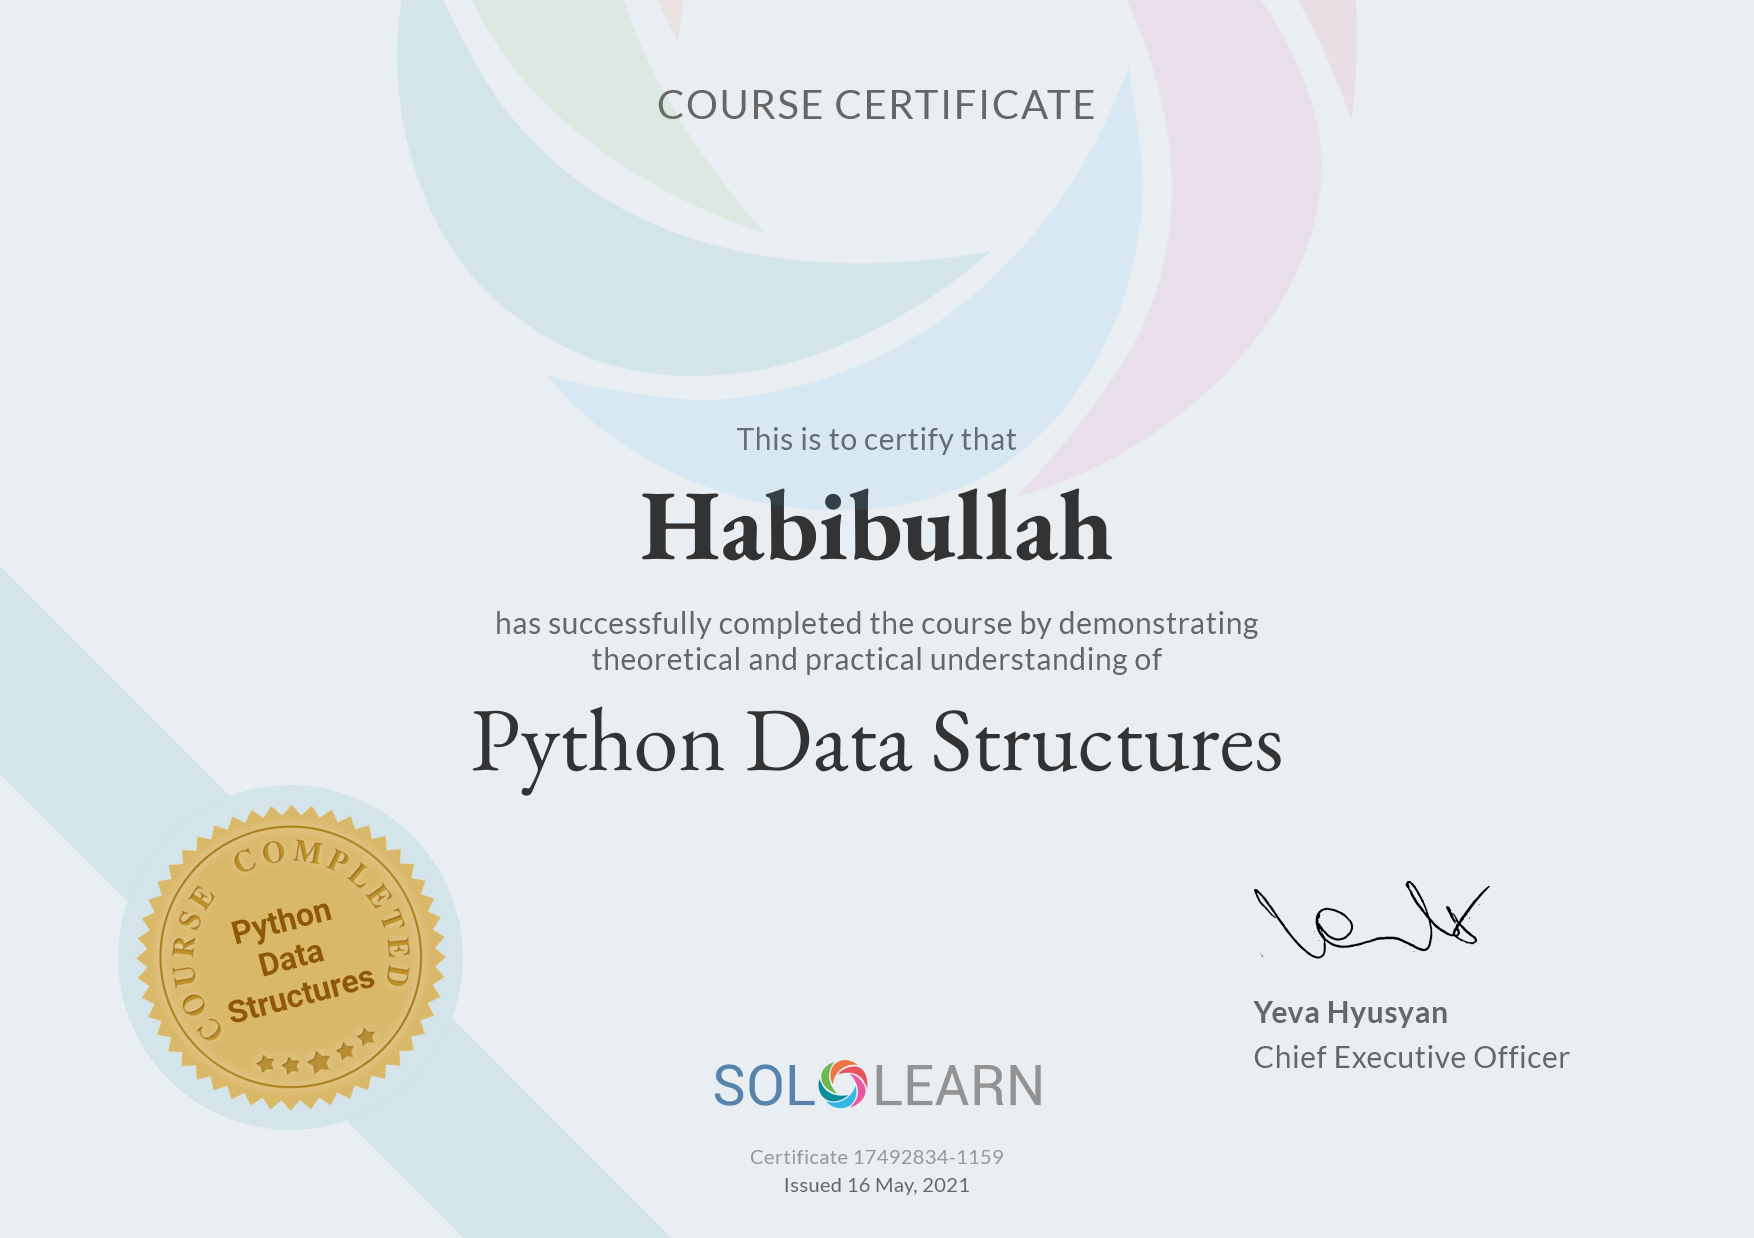 COURSE CERTIFICATE
This is to certify that
Habibullah
has successfully completed the course by demonstrating
theoretical and practical understanding of
Python Data Structures
COURSE COMPLETED
Python
Data
Structures
Yeva Hyusyan
Chief Executive Officer
SOLOLEARN
Certificate 17492834-1159
Issued 16 May, 2021